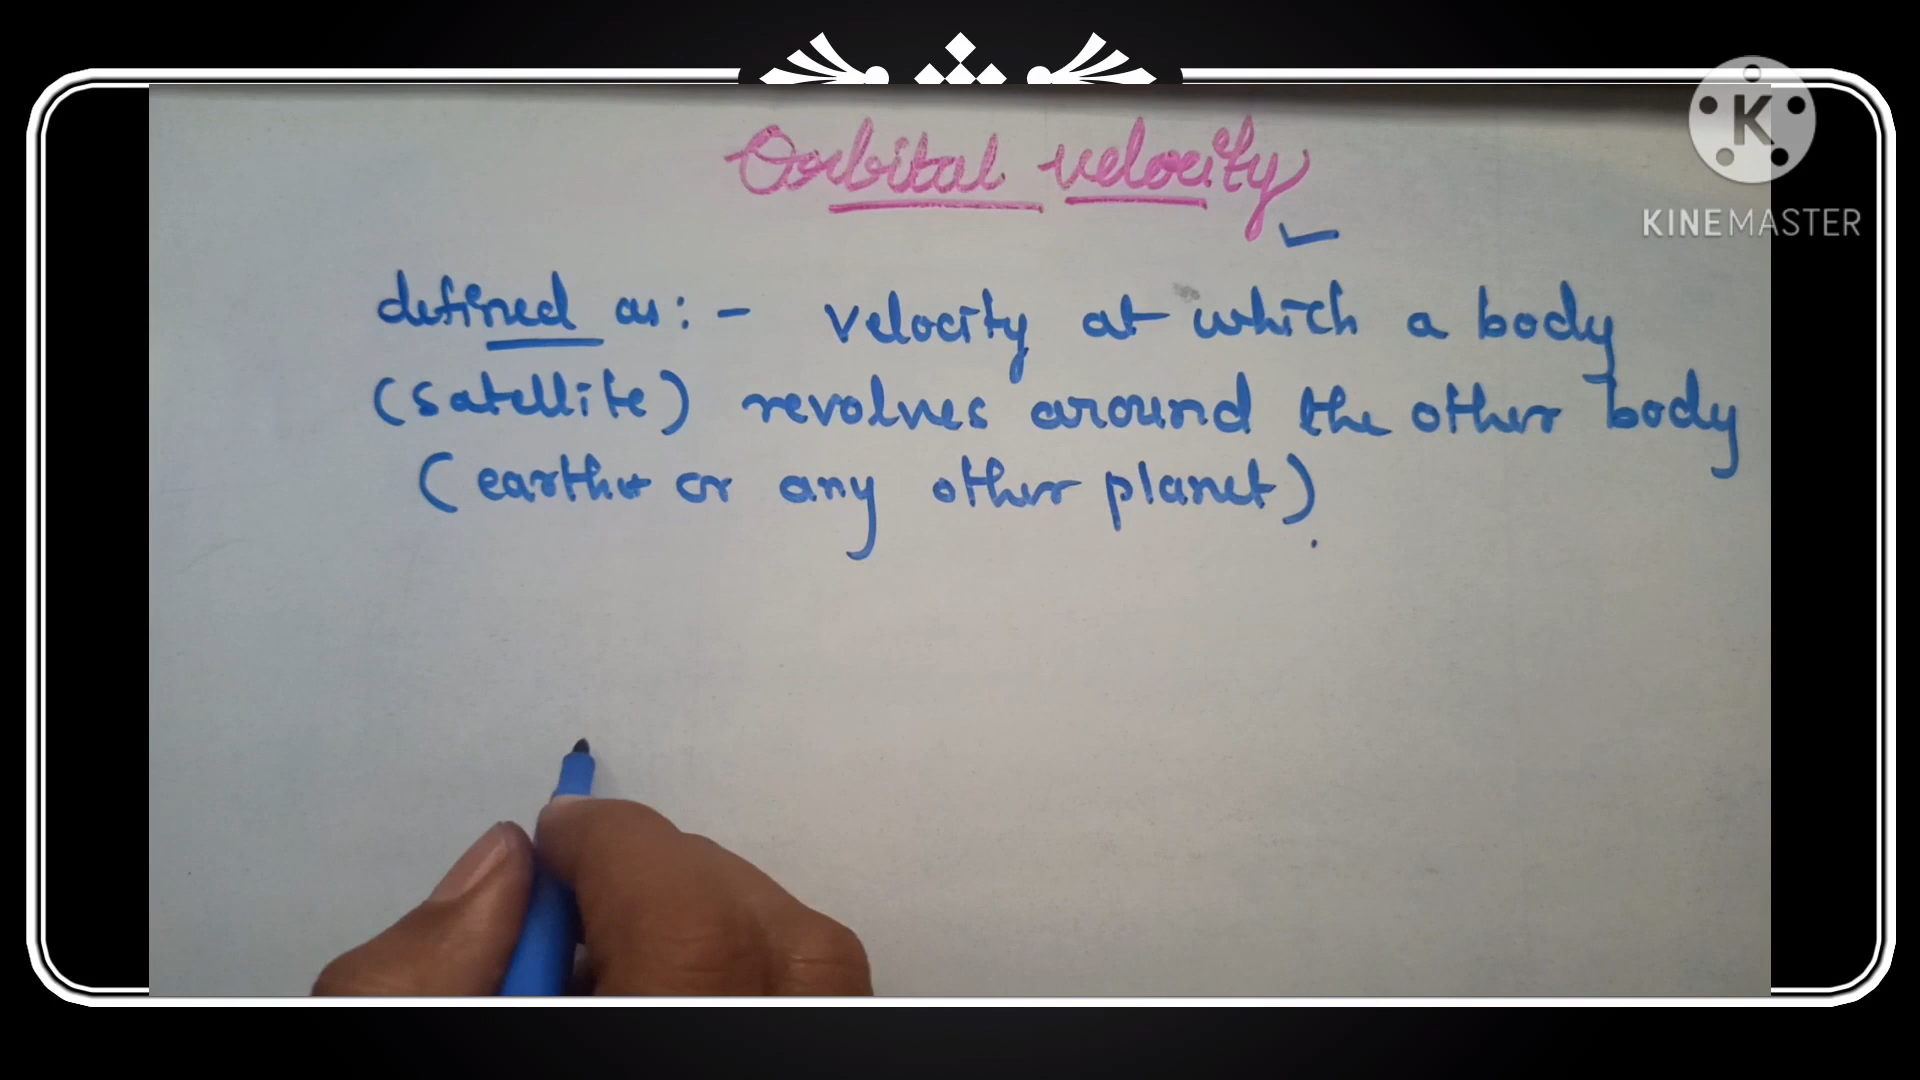 Orbital velocity
K
KINEMASTER
defined as:- velocity at which a body
(satellite) revolves around the other body
(earth or any other planet).